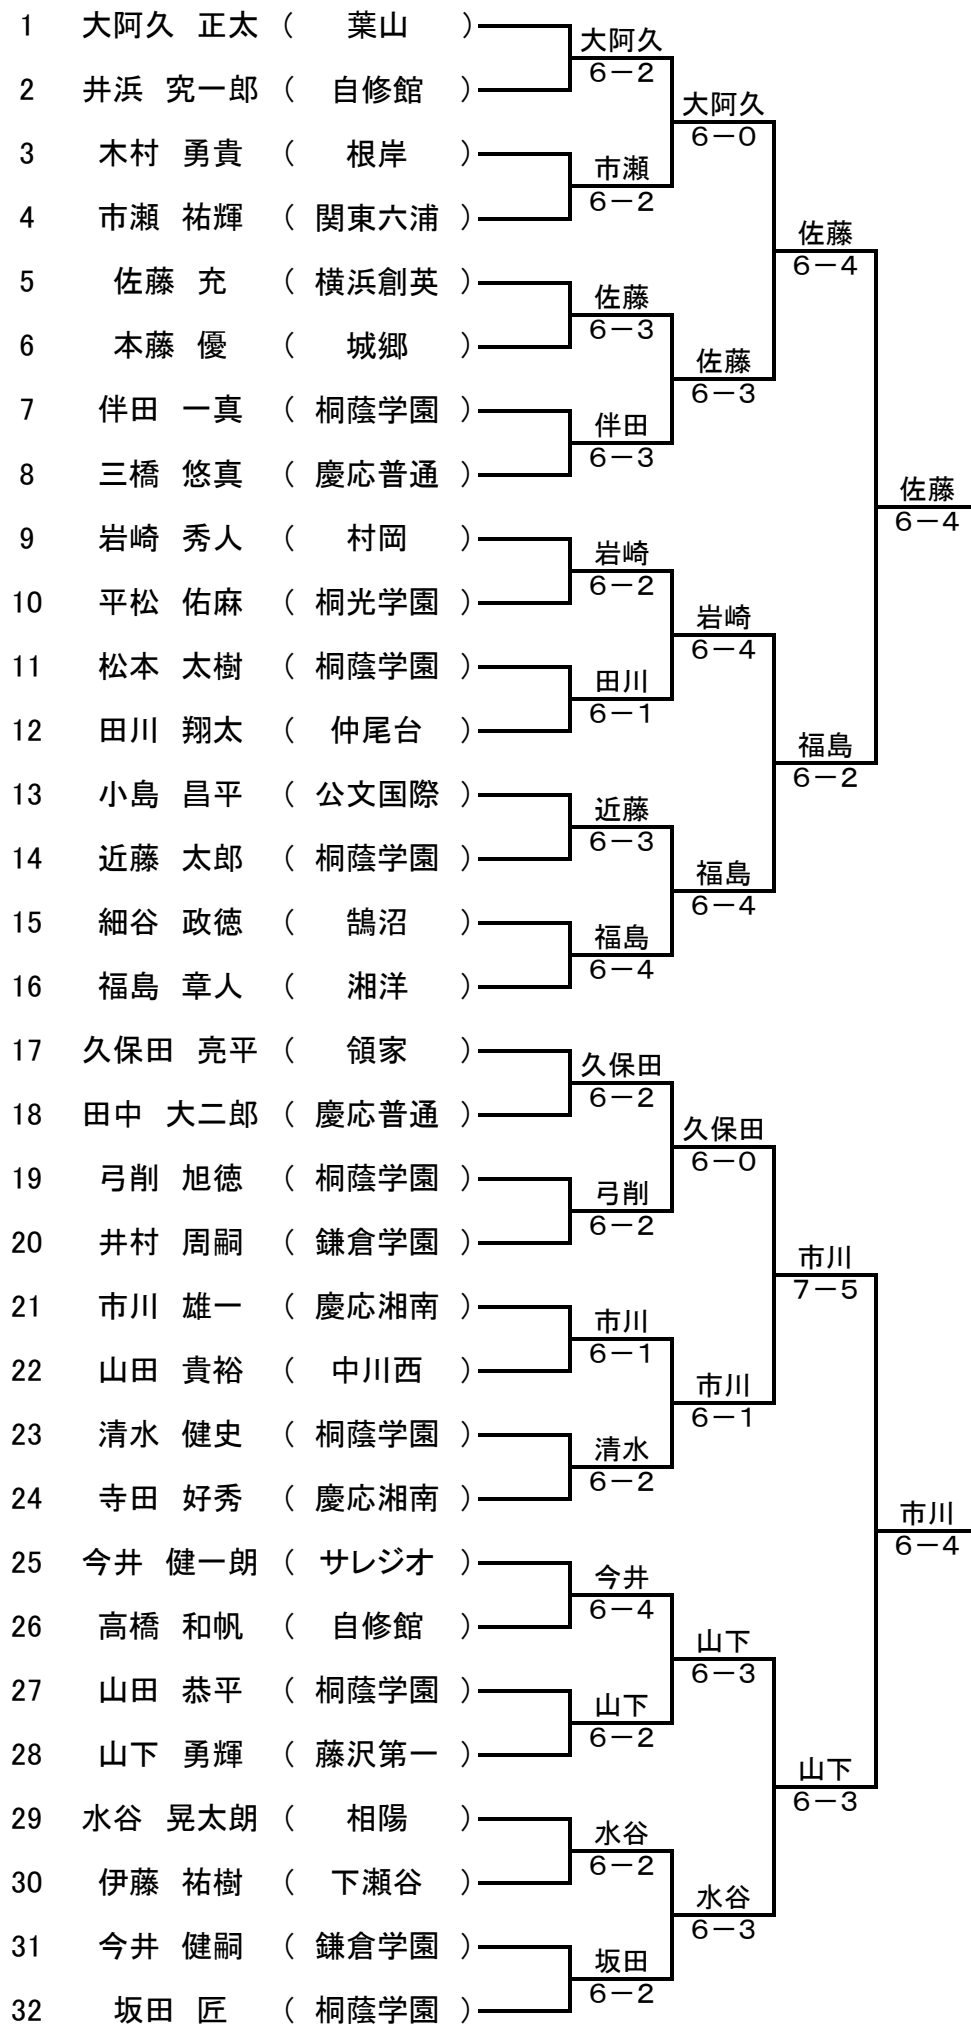 1 大阿久 正太 ( 葉山 )
大阿久
6－2
2 井浜 究一郎 ( 自修館 )
大阿久
6－0
3 木村 勇貴 ( 根岸 )
市瀬
6－2
4 市瀬 祐輝 ( 関東六浦 )
佐藤
6－4
5 佐藤 充 ( 横浜創英 )
佐藤
6－3
6 本藤 優 ( 城郷 )
佐藤
6－3
7 伴田 一真 ( 桐蔭学園 )
伴田
6－3
8 三橋 悠真 ( 慶応普通 )
佐藤
6－4
9 岩崎 秀人 ( 村岡 )
岩崎
6－2
10 平松 佑麻 ( 桐光学園 )
岩崎
6－4
11 松本 太樹 ( 桐蔭学園 )
田川
6－1
12 田川 翔太 ( 仲尾台 )
福島
6－2
13 小島 昌平 ( 公文国際 )
近藤
6－3
14 近藤 太郎 ( 桐蔭学園 )
福島
6－4
15 細谷 政徳 ( 鵠沼 )
福島
6－4
16 福島 章人 ( 湘洋 )
17 久保田 亮平 ( 領家 )
久保田
6－2
18 田中 大二郎 ( 慶応普通 )
久保田
6－0
19 弓削 旭徳 ( 桐蔭学園 )
弓削
6－2
20 井村 周嗣 ( 鎌倉学園 )
市川
7－5
21 市川 雄一 ( 慶応湘南 )
市川
6－1
22 山田 貴裕 ( 中川西 )
市川
6－1
23 清水 健史 ( 桐蔭学園 )
清水
6－2
24 寺田 好秀 ( 慶応湘南 )
市川
6－4
25 今井 健一朗 ( サレジオ )
今井
6－4
26 高橋 和帆 ( 自修館 )
山下
6－3
27 山田 恭平 ( 桐蔭学園 )
山下
6－2
28 山下 勇輝 ( 藤沢第一 )
山下
6－3
29 水谷 晃太朗 ( 相陽 )
水谷
6－2
30 伊藤 祐樹 ( 下瀬谷 )
水谷
6－3
31 今井 健嗣 ( 鎌倉学園 )
坂田
6－2
32 坂田 匠 ( 桐蔭学園 )